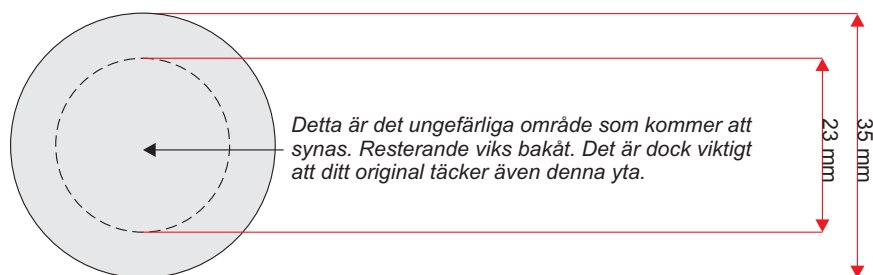 Detta är det ungefärliga område som kommer att
synas. Resterande viks bakåt. Det är dock viktigt
att ditt original täcker även denna yta.
23 mm
35 mm